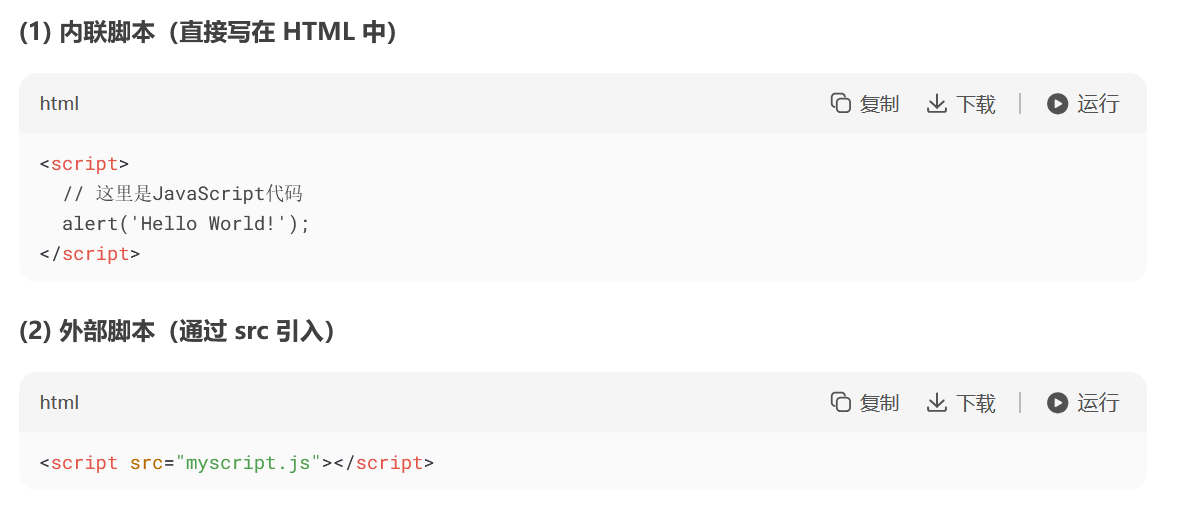 (1) 内联脚本（直接写在 HTML 中）
html 复制 下载 运行
<script>
  // 这里是JavaScript代码
  alert('Hello World!');
</script>
(2) 外部脚本（通过 src 引入）
html 复制 下载 运行
<script src="myscript.js"></script>